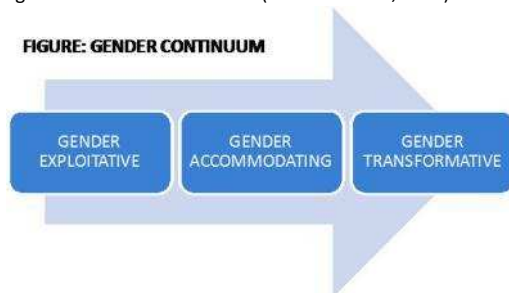 FIGURE: GENDER CONTINUUM
GENDER
EXPLOITATIVE
GENDER
ACCOMMODATING
GENDER
TRANSFORMATIVE